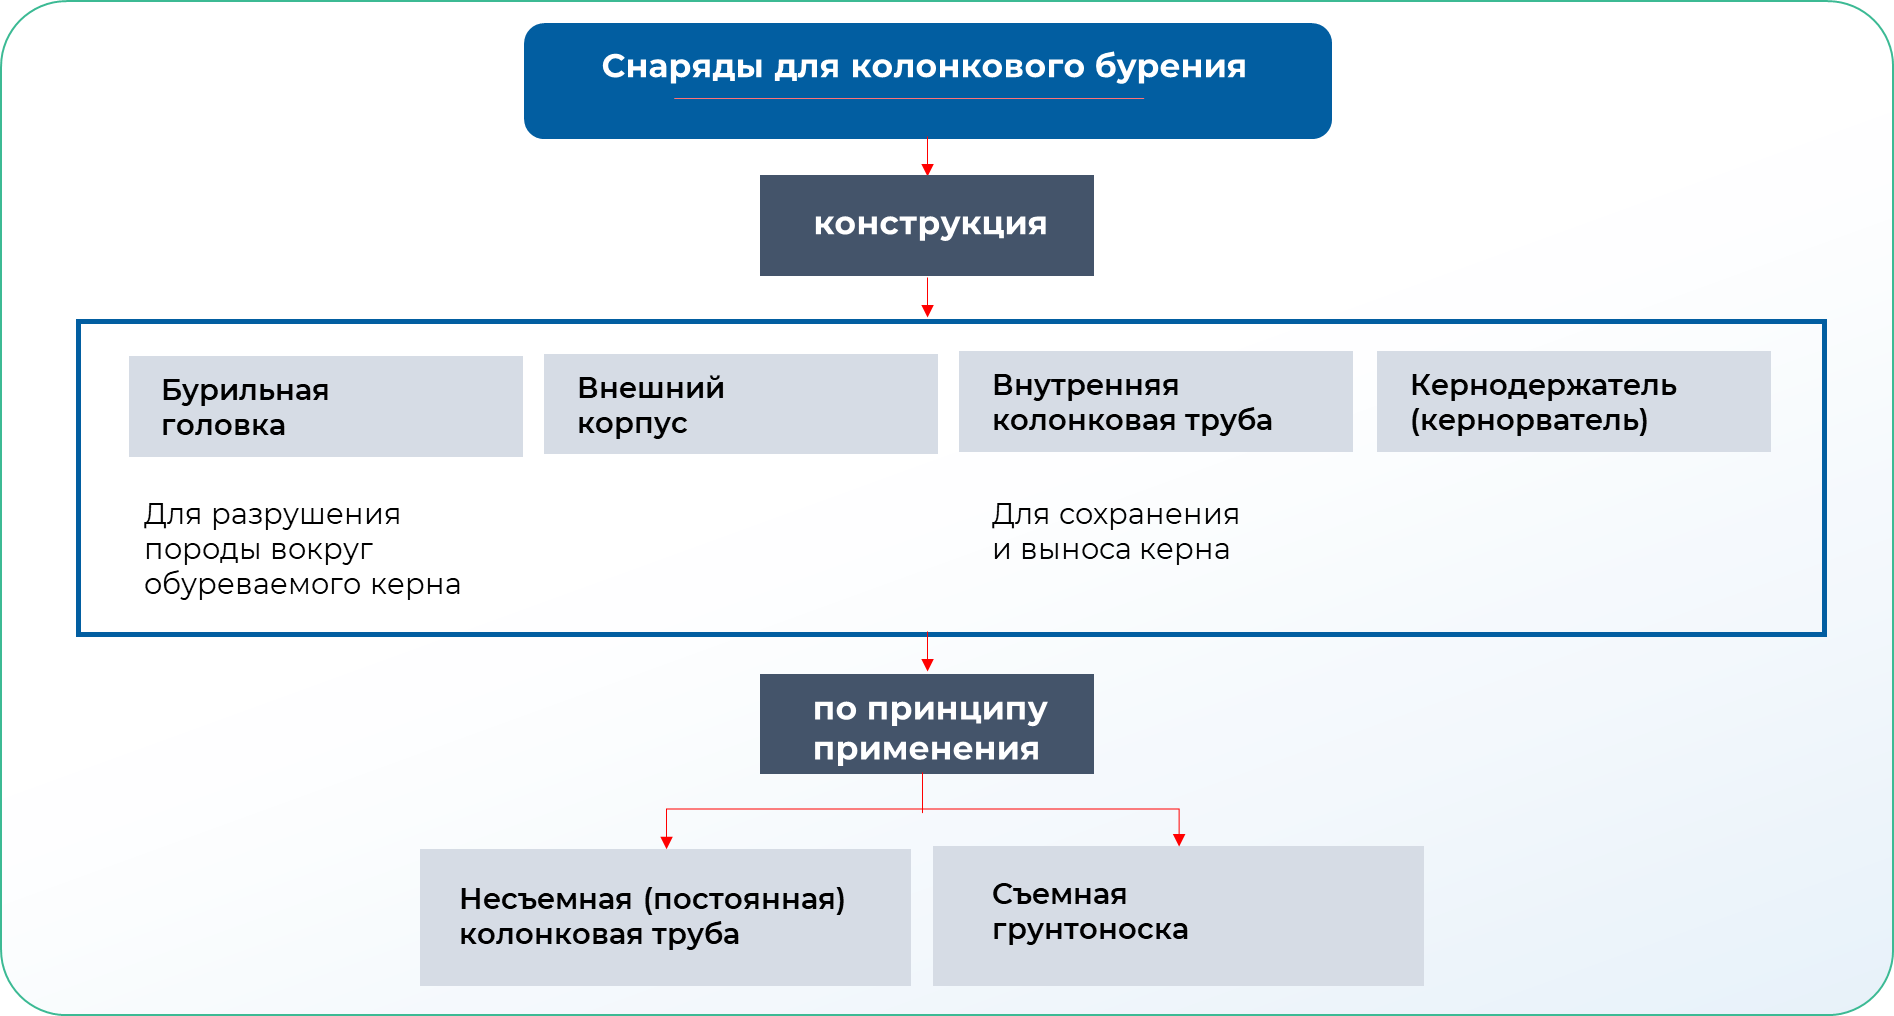 Снаряды для колонкового бурения
конструкция
Бурильная
головка
Внешний
корпус
Внутренняя
колонковая труба
Кернодержатель
(кернорватель)
Для разрушения
породы вокруг
обуреваемого керна
Для сохранения
и выноса керна
по принципу
применения
Несъемная (постоянная)
колонковая труба
Съемная
грунтоноска